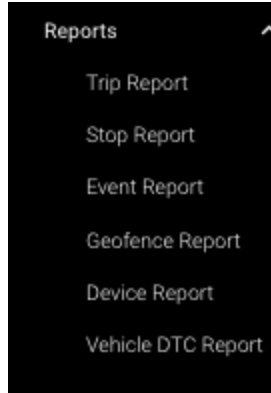 Reports
Trip Report
Stop Report
Event Report
Geofence Report
Device Report
Vehicle DTC Report